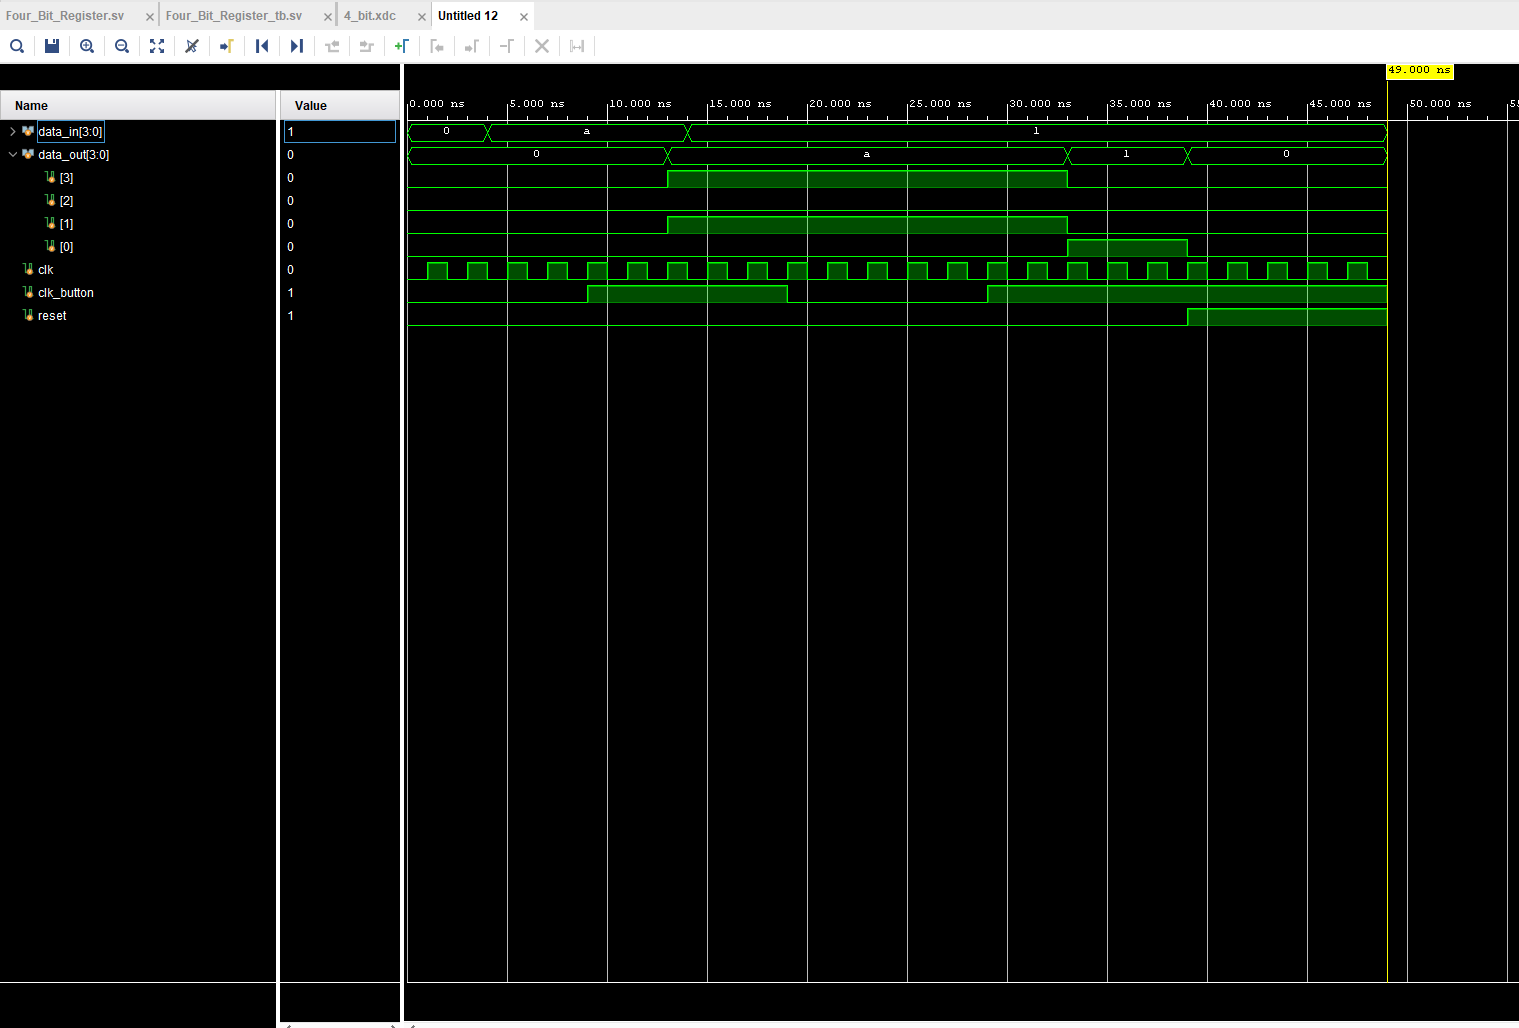 Four_Bit_Register.sv Four_Bit_Register_tb.sv 4_bit.xdc Untitled 12
49.000 ns
Name Value 0.000 ns 5.000 ns 10.000 ns 15.000 ns 20.000 ns 25.000 ns 30.000 ns 35.000 ns 40.000 ns 45.000 ns 50.000 ns
data_in[3:0] 1 0 a 1
data_out[3:0] 0 0 a 1 0
[3] 0
[2] 0
[1] 0
[0] 0
clk 0
clk_button 1
reset 1